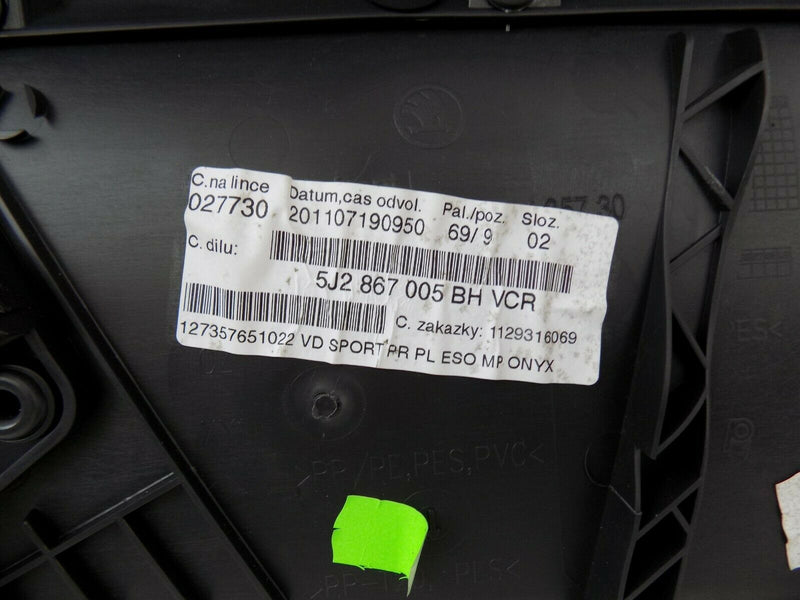 C.na lince Datum,cas odvol. Pal./poz. Sloz.
027730 201107190950 69/ 9 02
C. dilu:
5J2 867 005 BH VCR
C. zakazky: 1129316069
127357651022 VD SPORT PR PL ESO MP ONYX
>PP/PE,PES,PVC<